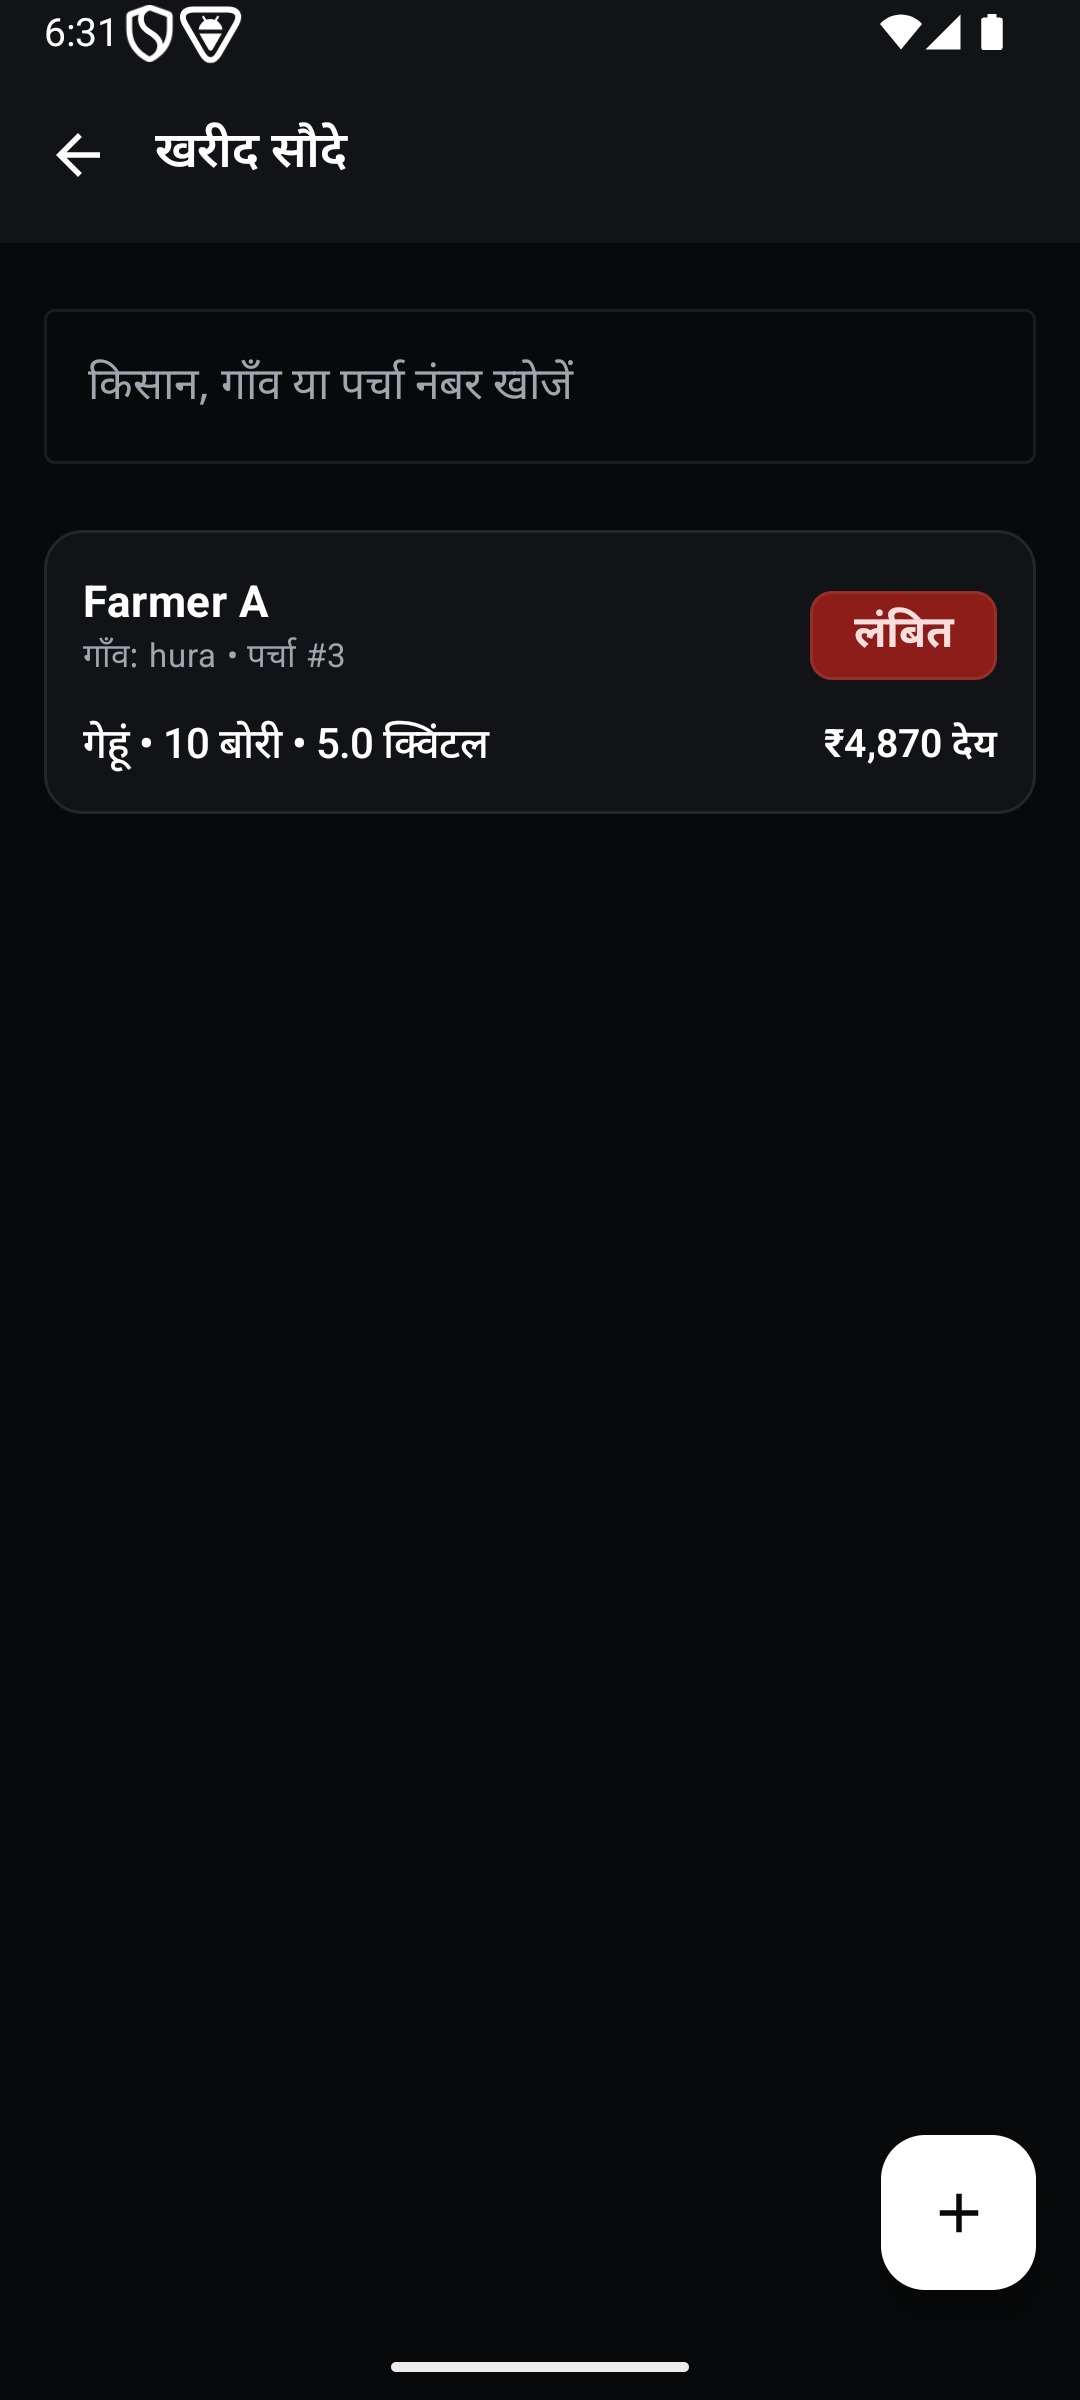 6:31
खरीद सौदे
किसान, गाँव या पर्चा नंबर खोजें
Farmer A
लंबित
गाँव: hura • पर्चा #3
गेहूं • 10 बोरी • 5.0 क्विंटल
₹4,870 देय